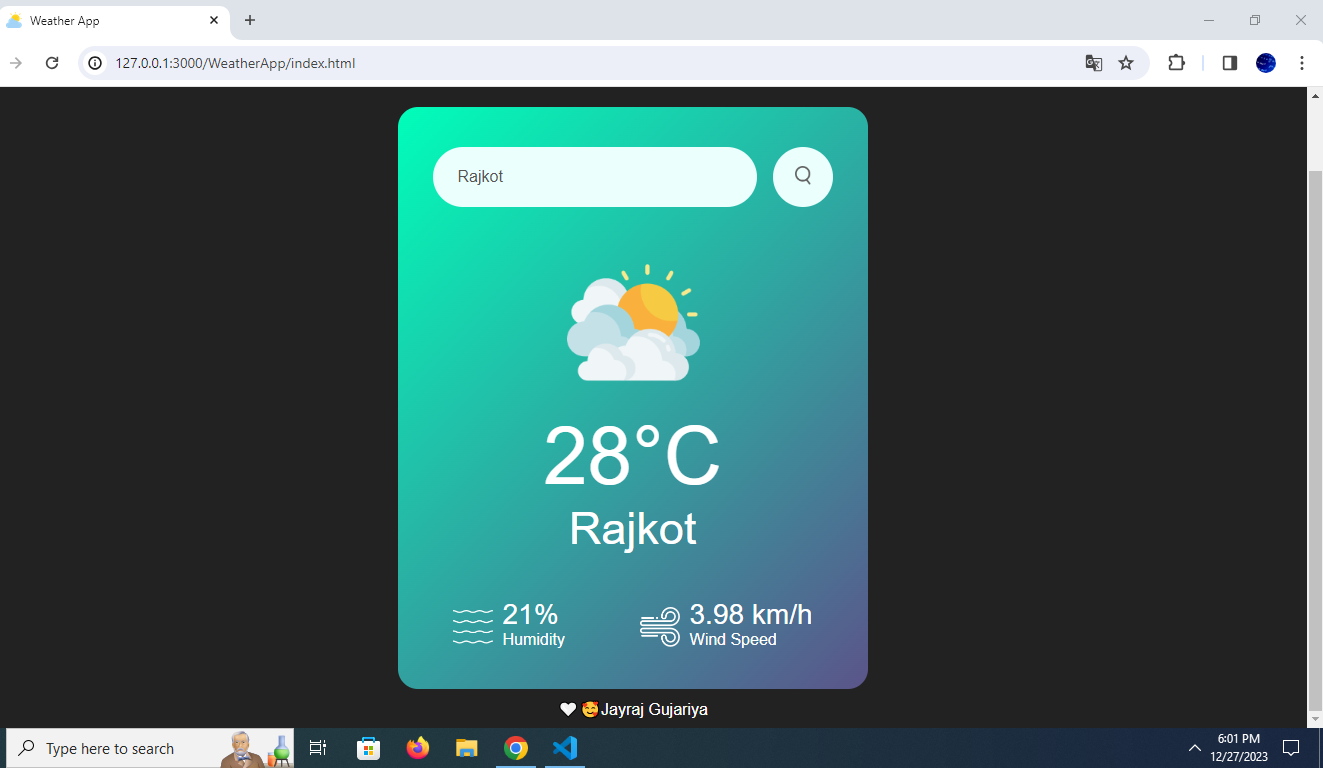 Weather App
127.0.0.1:3000/WeatherApp/index.html
Rajkot
28°C
Rajkot
21%
Humidity
3.98 km/h
Wind Speed
🤍 🥰Jayraj Gujariya
Type here to search
6:01 PM
12/27/2023